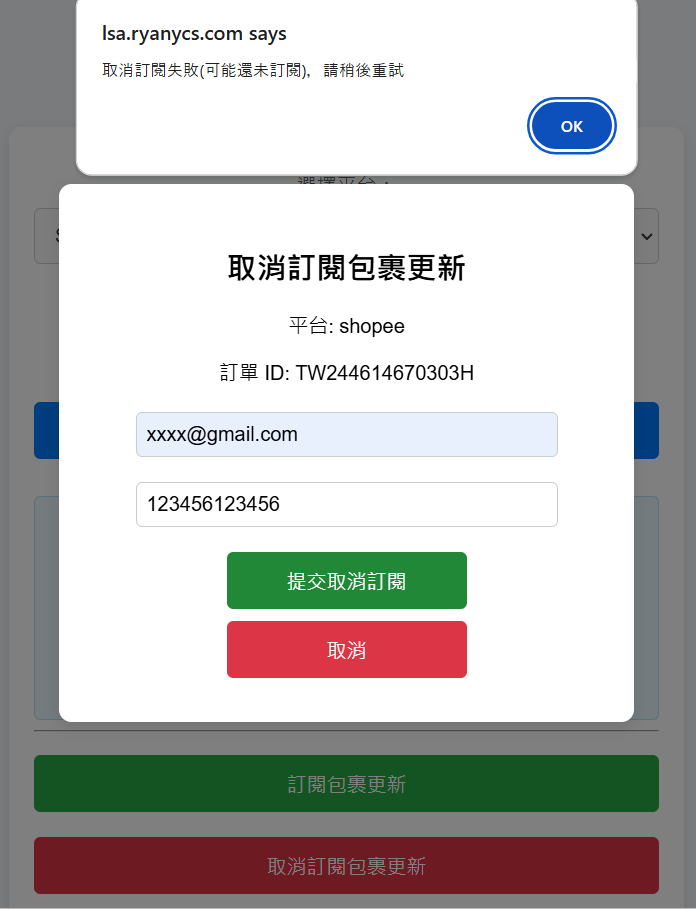 lsa.ryanycs.com says
取消訂閱失敗(可能還未訂閱)，請稍後重試
OK
選擇平台：
取消訂閱包裹更新
平台: shopee
訂單 ID: TW244614670303H
xxxx@gmail.com
123456123456
提交取消訂閱
取消
訂閱包裹更新
取消訂閱包裹更新